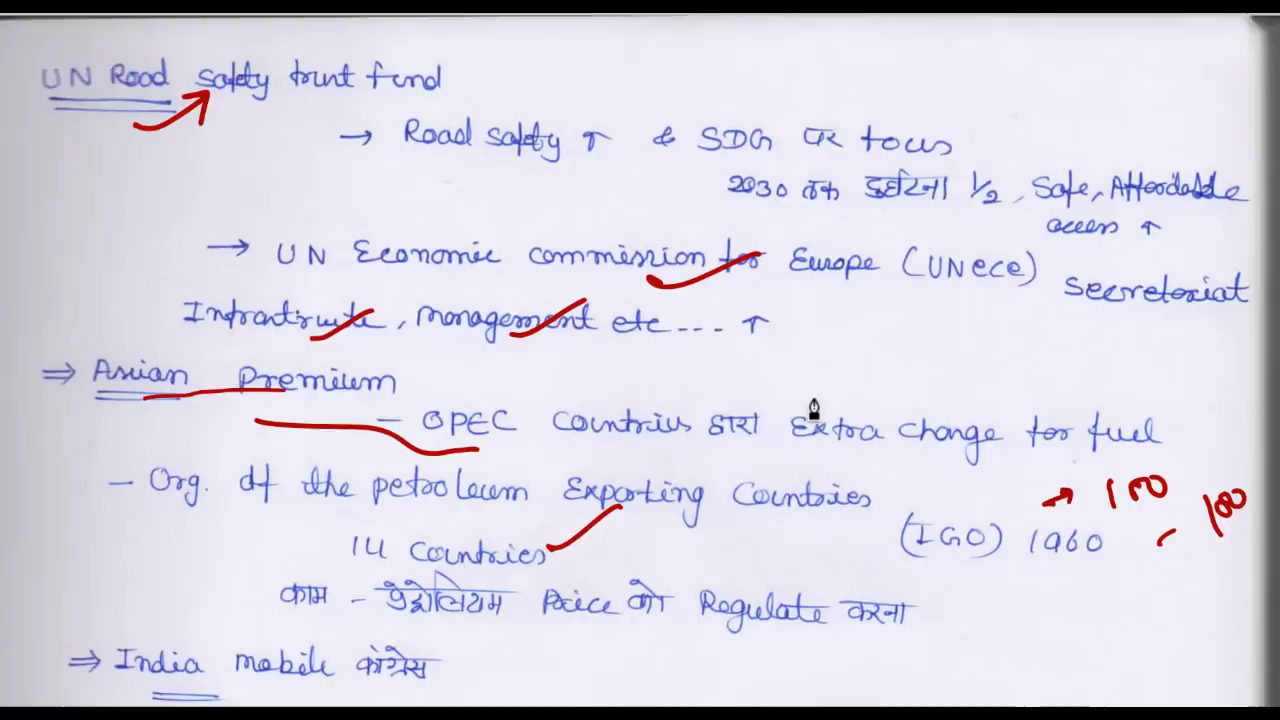 UN Road safety trust fund
→ Road safety ↑ & SDG पर focus
2030 तक दुर्घटना 1/2, Safe, Affordable
access ↑
→ UN Economic commission for Europe (UNECE)
Secretariat
Infrastructure, management etc --- ↑
⇒ Asian Premium
- OPEC Countries द्वारा Extra charge for fuel
- Org. of the petroleum Exporting Countries
→ 150
100
(IGO) 1960
14 Countries
काम - पेट्रोलियम Price को Regulate करना
⇒ India mobile कांग्रेस